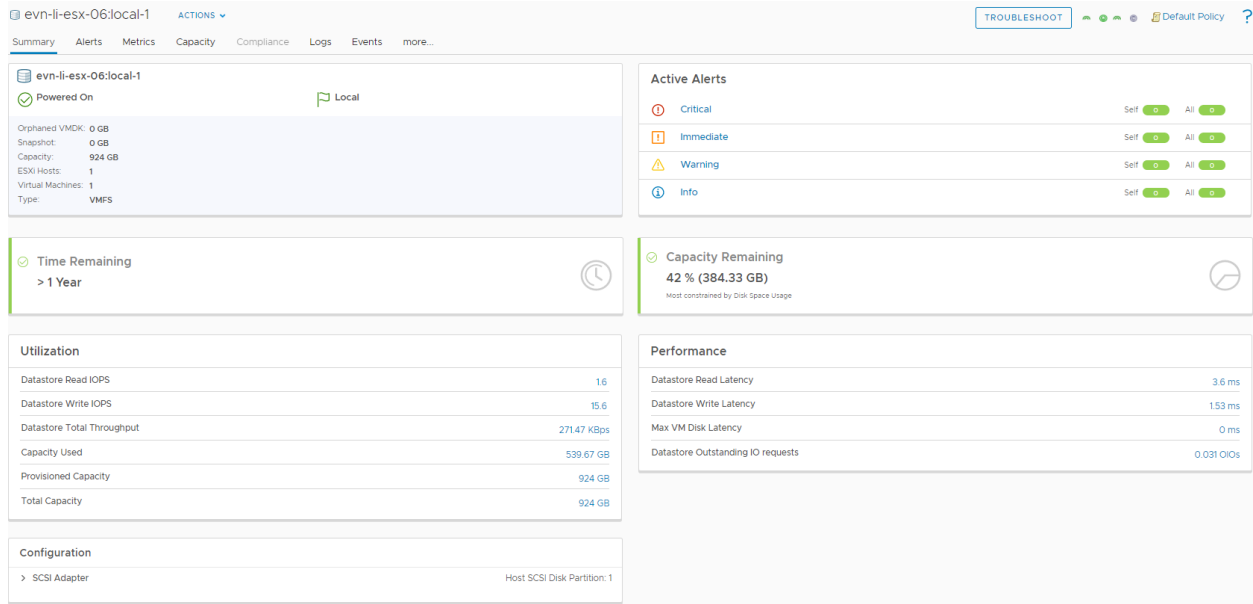 evn-li-esx-06:local-1 ACTIONS TROUBLESHOOT Default Policy ?
Summary Alerts Metrics Capacity Compliance Logs Events more...
evn-li-esx-06:local-1
Powered On Local
Orphaned VMDK: 0 GB
Snapshot: 0 GB
Capacity: 924 GB
ESXi Hosts: 1
Virtual Machines: 1
Type: VMFS
Active Alerts
Critical Self 0 All 0
Immediate Self 0 All 0
Warning Self 0 All 0
Info Self 0 All 0
Time Remaining
> 1 Year
Capacity Remaining
42 % (384.33 GB)
Most constrained by Disk Space Usage
Utilization
Datastore Read IOPS 1.6
Datastore Write IOPS 15.6
Datastore Total Throughput 271.47 KBps
Capacity Used 539.67 GB
Provisioned Capacity 924 GB
Total Capacity 924 GB
Performance
Datastore Read Latency 3.6 ms
Datastore Write Latency 1.53 ms
Max VM Disk Latency 0 ms
Datastore Outstanding IO requests 0.031 OIOs
Configuration
SCSI Adapter Host SCSI Disk Partition: 1